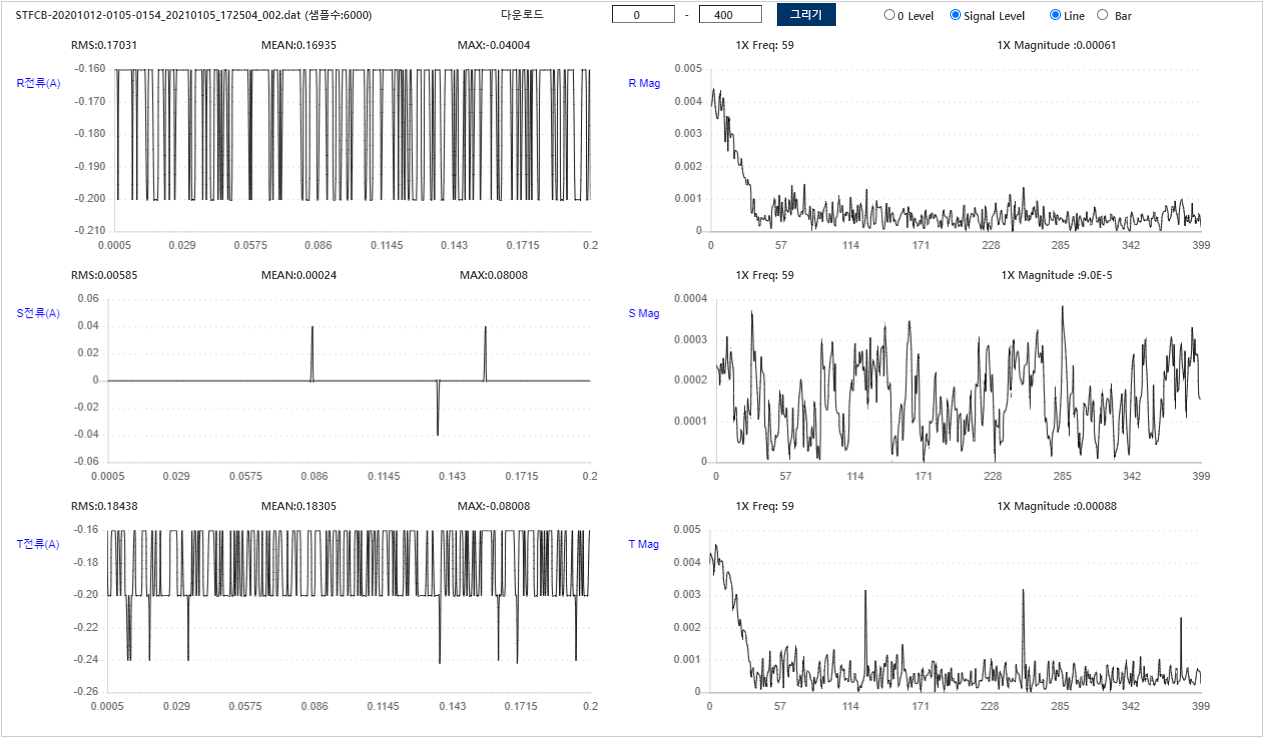 STFCB-20201012-0105-0154_20210105_172504_002.dat (샘플수:6000) 다운로드 0 - 400 그리기 0 Level Signal Level Line Bar
RMS:0.17031 MEAN:0.16935 MAX:-0.04004
R전류(A)
-0.160
-0.170
-0.180
-0.190
-0.200
-0.210
0.0005 0.029 0.0575 0.086 0.1145 0.143 0.1715 0.2
1X Freq: 59 1X Magnitude :0.00061
R Mag
0.005
0.004
0.003
0.002
0.001
0
0 57 114 171 228 285 342 399
RMS:0.00585 MEAN:0.00024 MAX:0.08008
S전류(A)
0.06
0.04
0.02
0
-0.02
-0.04
-0.06
0.0005 0.029 0.0575 0.086 0.1145 0.143 0.1715 0.2
1X Freq: 59 1X Magnitude :9.0E-5
S Mag
0.0004
0.0003
0.0002
0.0001
0
0 57 114 171 228 285 342 399
RMS:0.18438 MEAN:0.18305 MAX:-0.08008
T전류(A)
-0.16
-0.18
-0.20
-0.22
-0.24
-0.26
0.0005 0.029 0.0575 0.086 0.1145 0.143 0.1715 0.2
1X Freq: 59 1X Magnitude :0.00088
T Mag
0.005
0.004
0.003
0.002
0.001
0
0 57 114 171 228 285 342 399